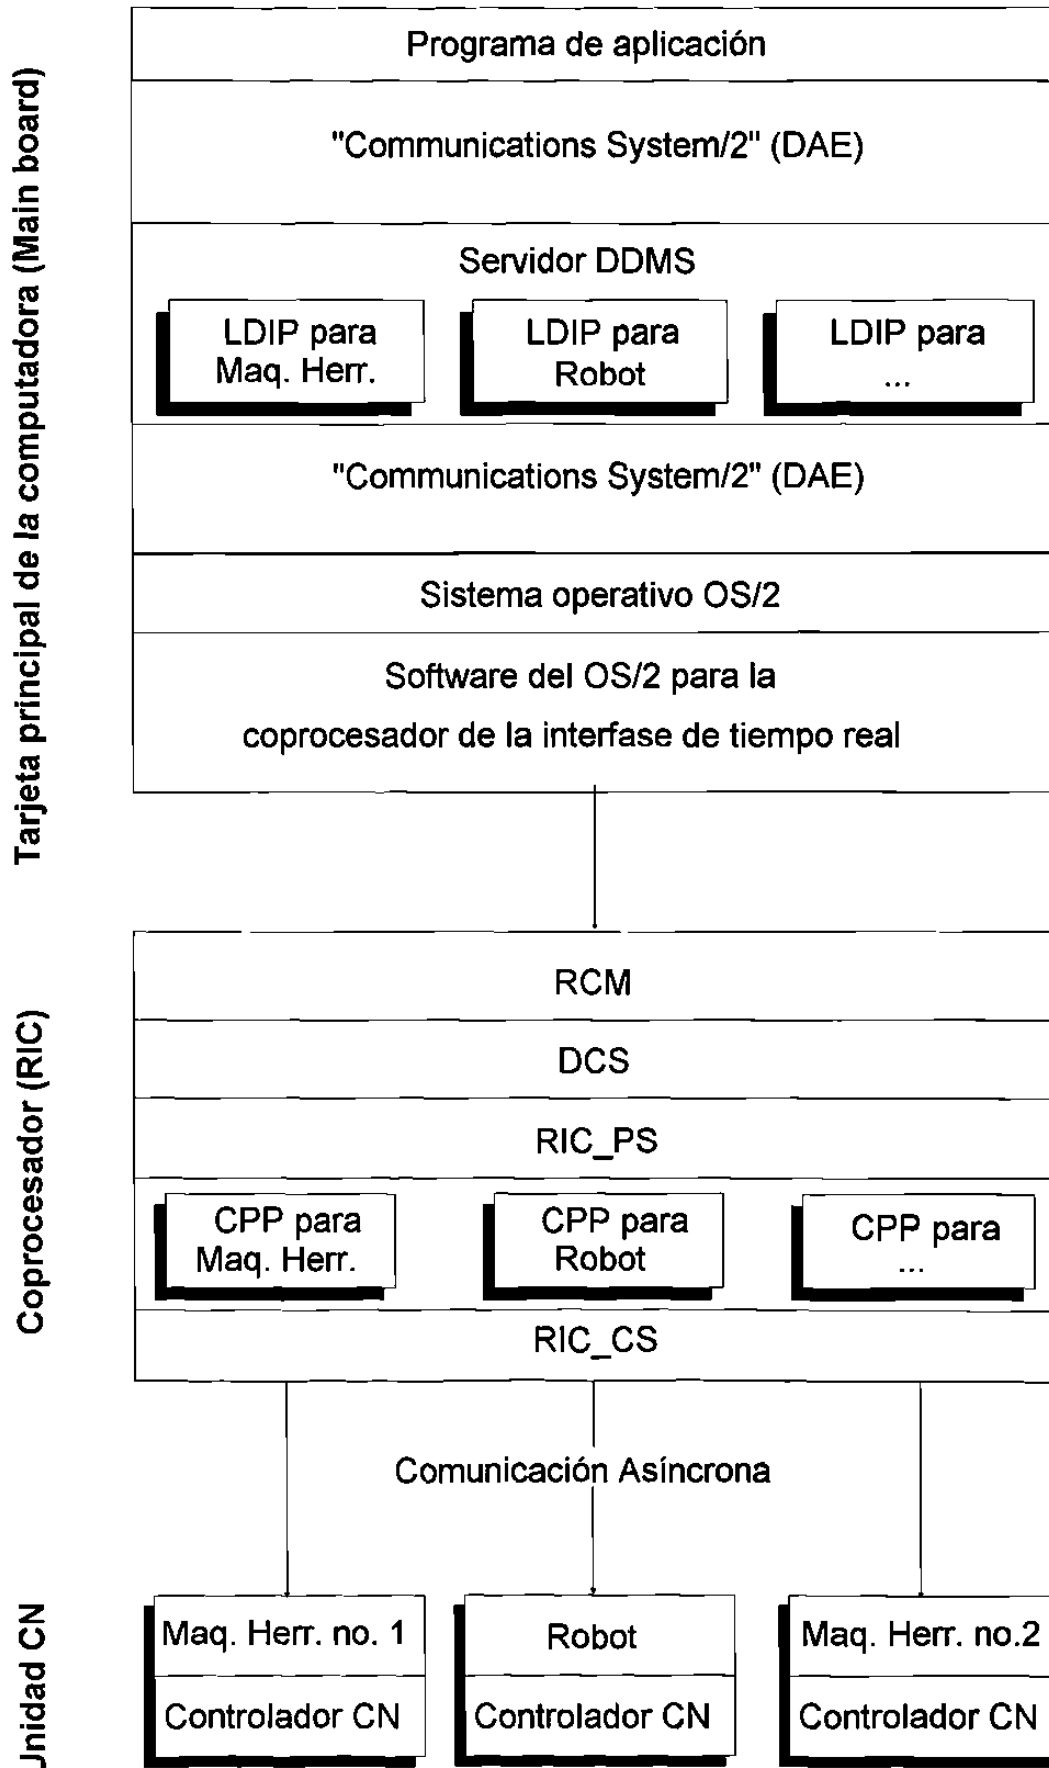 Tarjeta principal de la computadora (Main board)
Programa de aplicación
"Communications System/2" (DAE)
Servidor DDMS
LDIP para
Maq. Herr.
LDIP para
Robot
LDIP para
...
"Communications System/2" (DAE)
Sistema operativo OS/2
Software del OS/2 para la
coprocesador de la interfase de tiempo real
Coprocesador (RIC)
RCM
DCS
RIC_PS
CPP para
Maq. Herr.
CPP para
Robot
CPP para
...
RIC_CS
Comunicación Asíncrona
Unidad CN
Maq. Herr. no. 1
Controlador CN
Robot
Controlador CN
Maq. Herr. no.2
Controlador CN